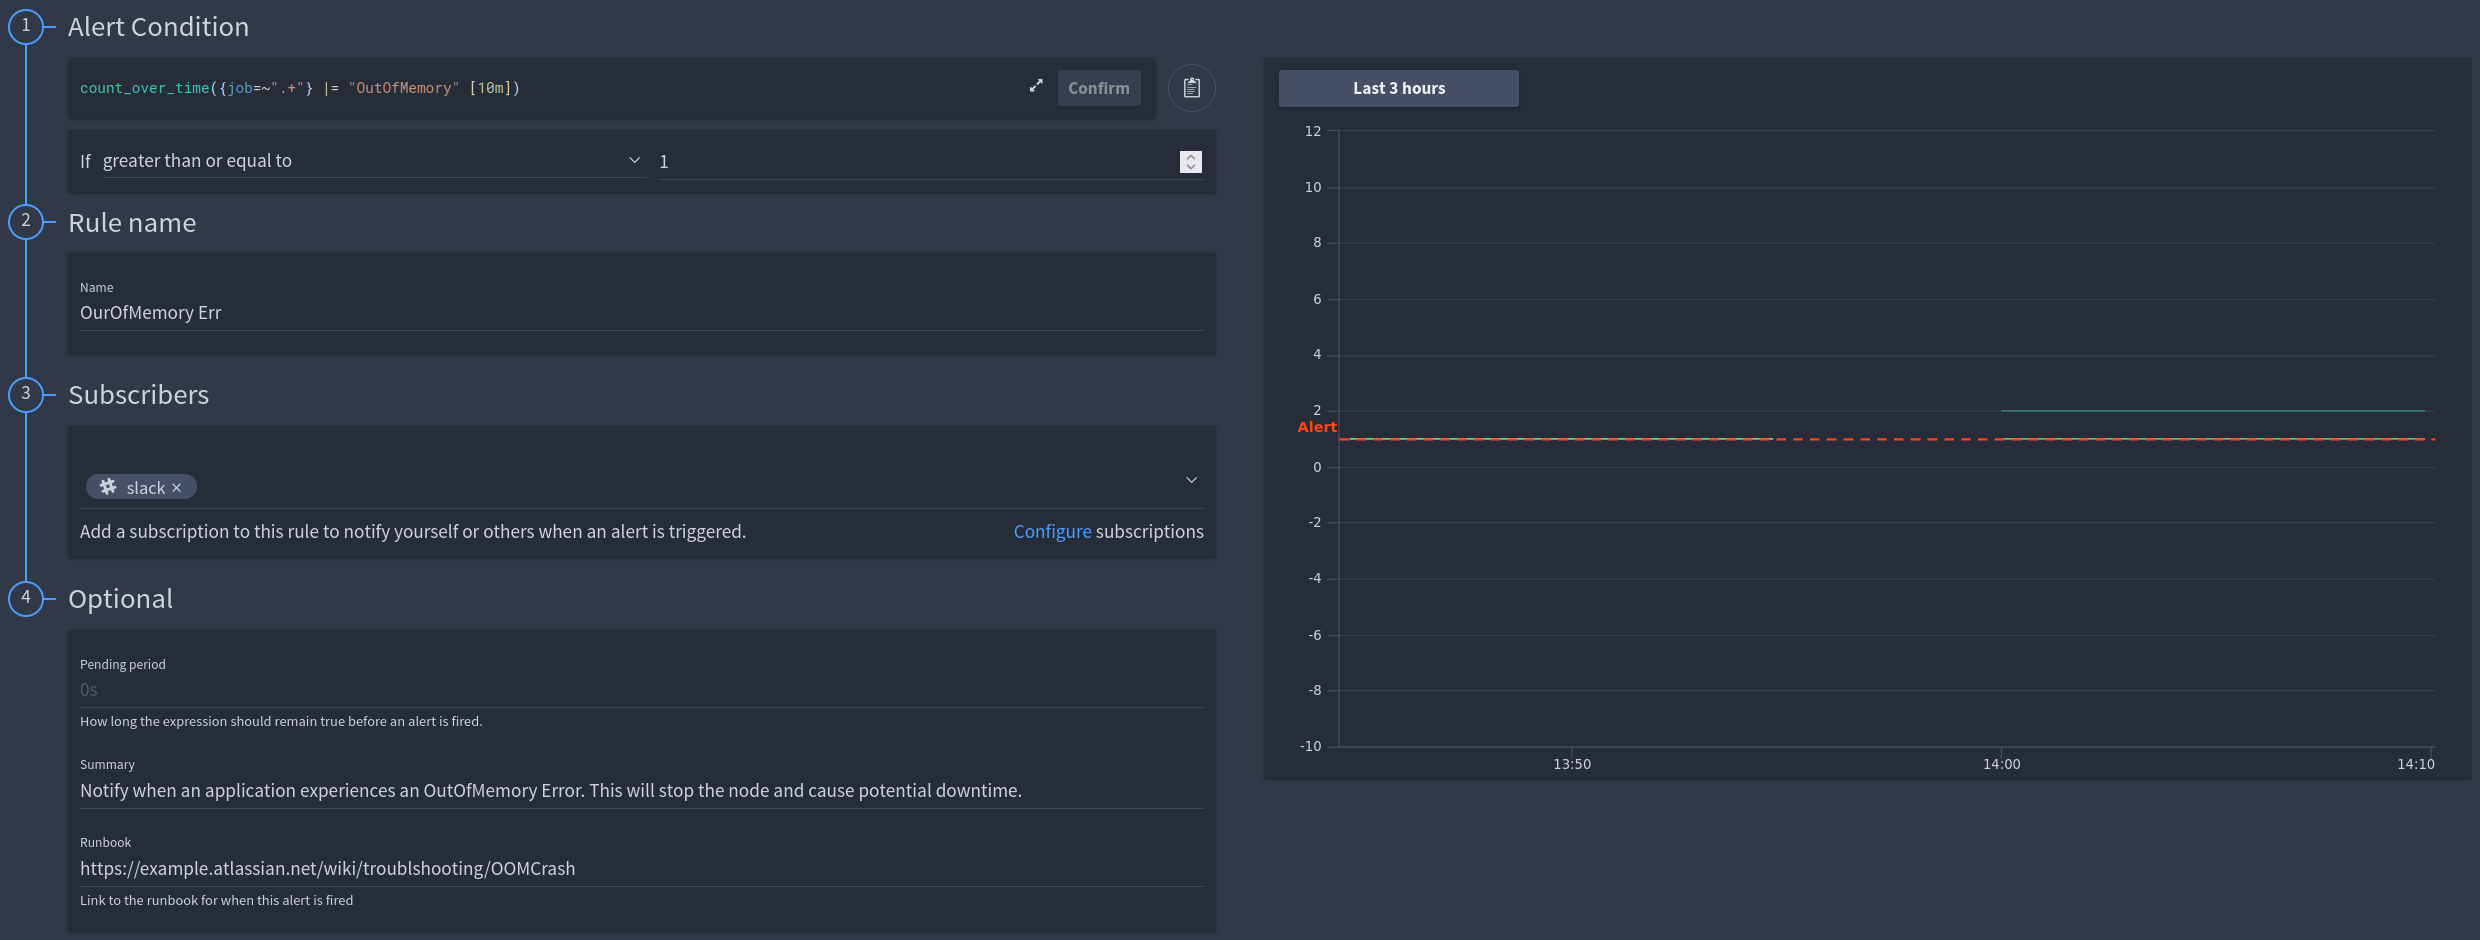 1 Alert Condition
count_over_time({job=~".+"} |= "OutOfMemory" [10m])
Confirm
If greater than or equal to 1
2 Rule name
Name
OurOfMemory Err
3 Subscribers
slack ×
Add a subscription to this rule to notify yourself or others when an alert is triggered.
Configure subscriptions
4 Optional
Pending period
0s
How long the expression should remain true before an alert is fired.
Summary
Notify when an application experiences an OutOfMemory Error. This will stop the node and cause potential downtime.
Runbook
https://example.atlassian.net/wiki/troublshooting/OOMCrash
Link to the runbook for when this alert is fired
Last 3 hours
12
10
8
6
4
2
Alert
0
-2
-4
-6
-8
-10
13:50 14:00 14:10